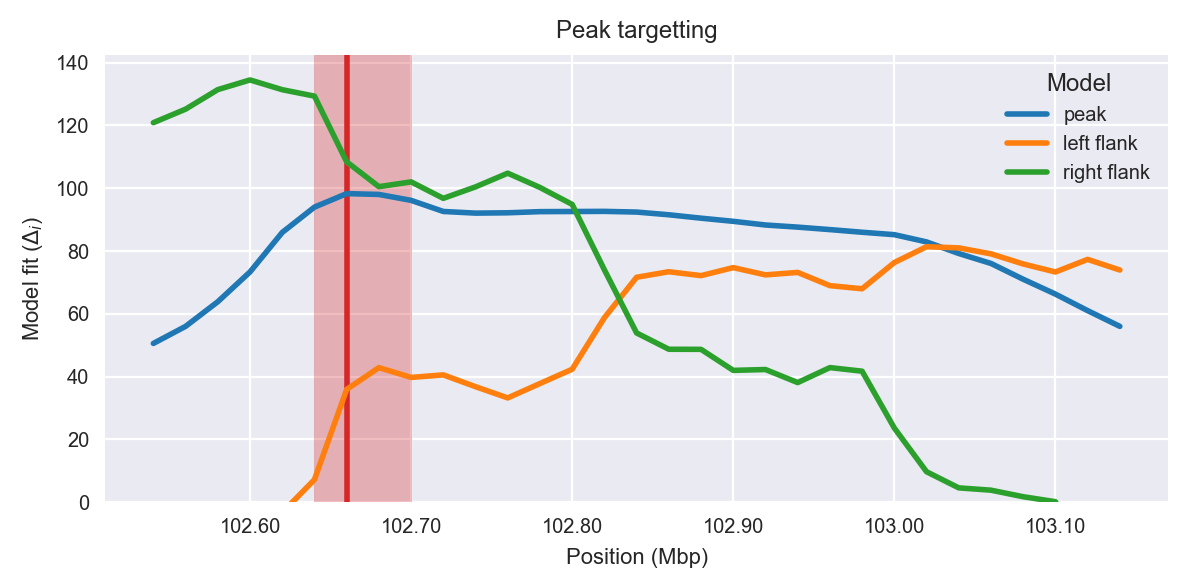 Peak targetting
Model fit (Δi)
140
120
100
80
60
40
20
0
Model
peak
left flank
right flank
102.60 102.70 102.80 102.90 103.00 103.10
Position (Mbp)